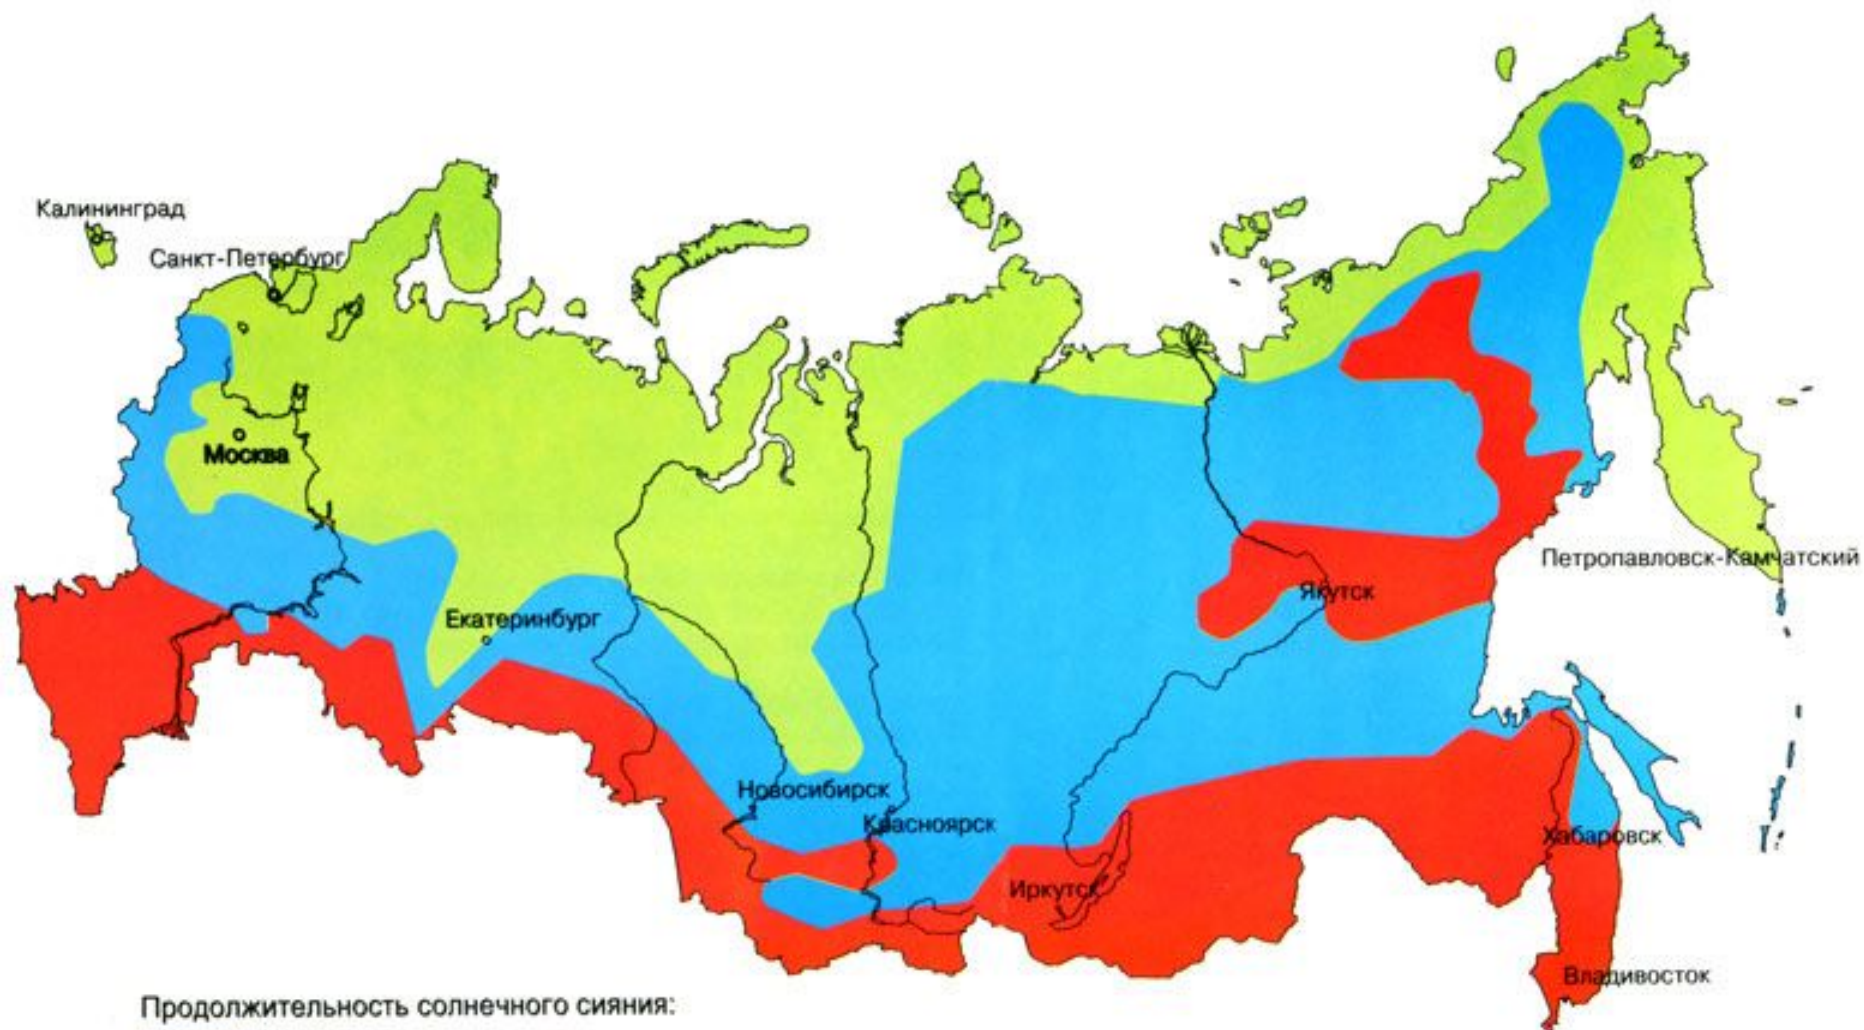 Калининград
Санкт-Петербург
Москва
Петропавловск-Камчатский
Якутск
Екатеринбург
Новосибирск
Красноярск
Хабаровск
Иркутск
Владивосток
Продолжительность солнечного сияния: